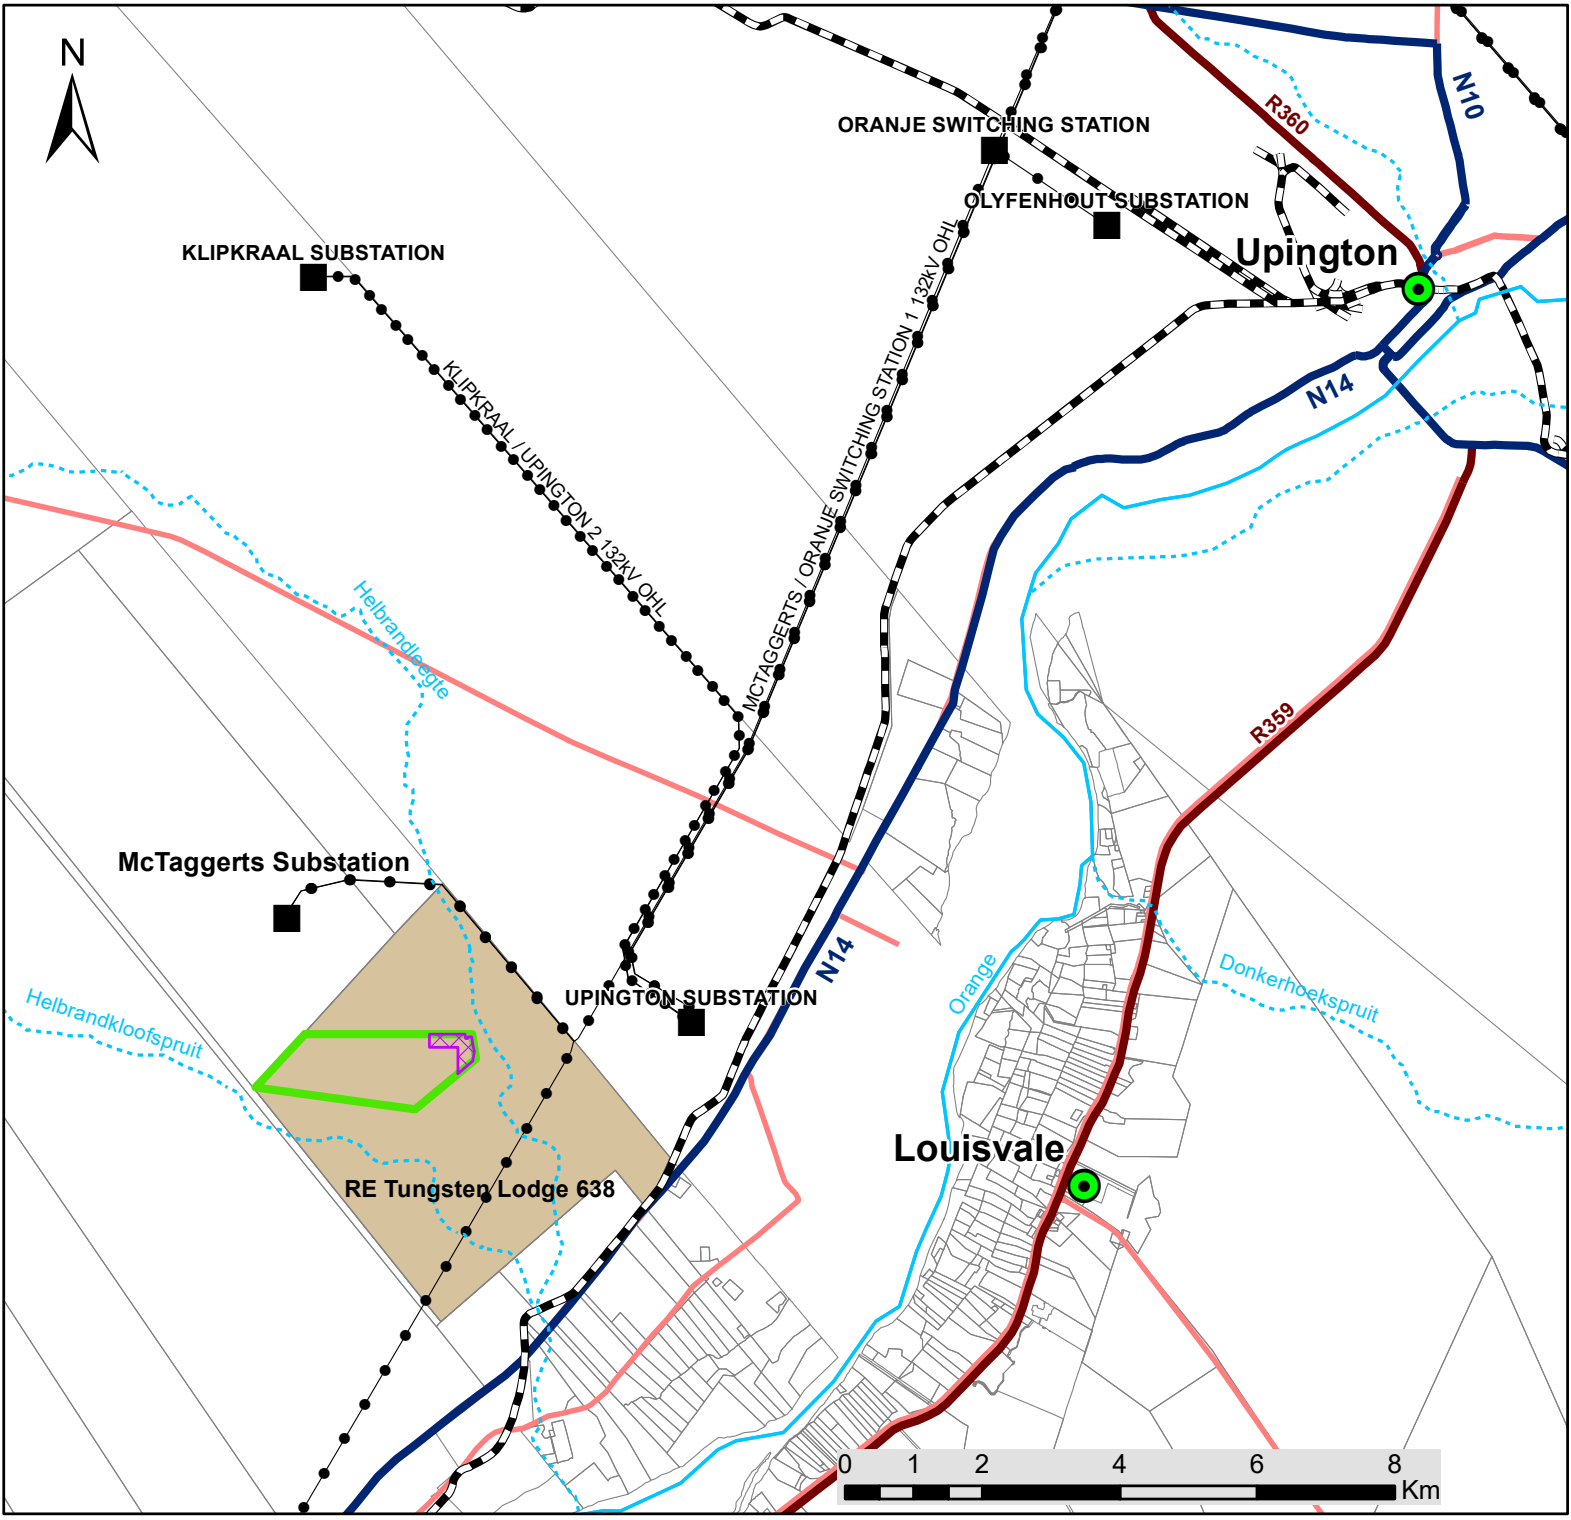 N
N10
R360
ORANJE SWITCHING STATION
OLYFENHOUT SUBSTATION
KLIPKRAAL SUBSTATION
Upington
N14
KLIPKRAAL / UPINGTON 2 132kV OHL
MCTAGGERTS / ORANJE SWITCHING STATION 1 132kV OHL
Helbrandleegte
R359
McTaggerts Substation
N14
Orange
Donkerhoekspruit
UPINGTON SUBSTATION
Helbrandkloofspruit
Louisvale
RE Tungsten Lodge 638
0 1 2 4 6 8
Km